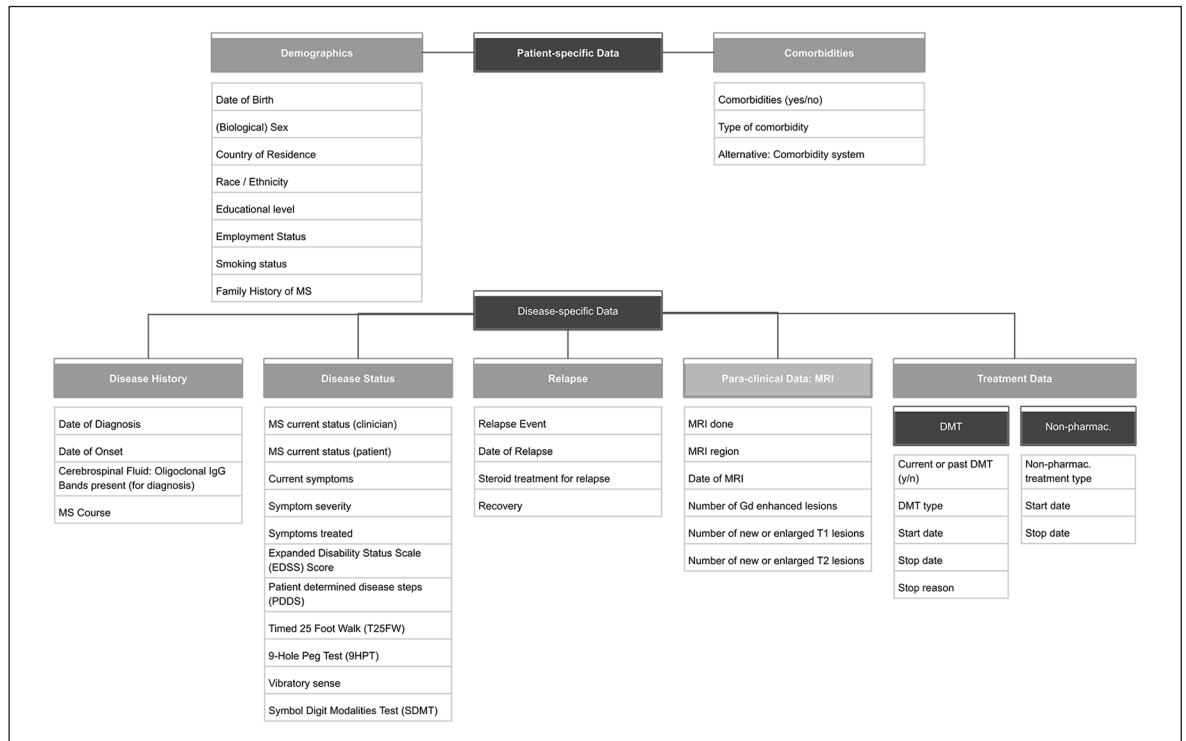 Demographics
Patient-specific Data
Comorbidities
Date of Birth
(Biological) Sex
Country of Residence
Race / Ethnicity
Educational level
Employment Status
Smoking status
Family History of MS
Comorbidities (yes/no)
Type of comorbidity
Alternative: Comorbidity system
Disease-specific Data
Disease History
Date of Diagnosis
Date of Onset
Cerebrospinal Fluid: Oligoclonal IgG
Bands present (for diagnosis)
MS Course
Disease Status
MS current status (clinician)
MS current status (patient)
Current symptoms
Symptom severity
Symptoms treated
Expanded Disability Status Scale
(EDSS) Score
Patient determined disease steps
(PDDS)
Timed 25 Foot Walk (T25FW)
9-Hole Peg Test (9HPT)
Vibratory sense
Symbol Digit Modalities Test (SDMT)
Relapse
Relapse Event
Date of Relapse
Steroid treatment for relapse
Recovery
Para-clinical Data: MRI
MRI done
MRI region
Date of MRI
Number of Gd enhanced lesions
Number of new or enlarged T1 lesions
Number of new or enlarged T2 lesions
Treatment Data
DMT
Current or past DMT
(y/n)
DMT type
Start date
Stop date
Stop reason
Non-pharmac.
Non-pharmac.
treatment type
Start date
Stop date